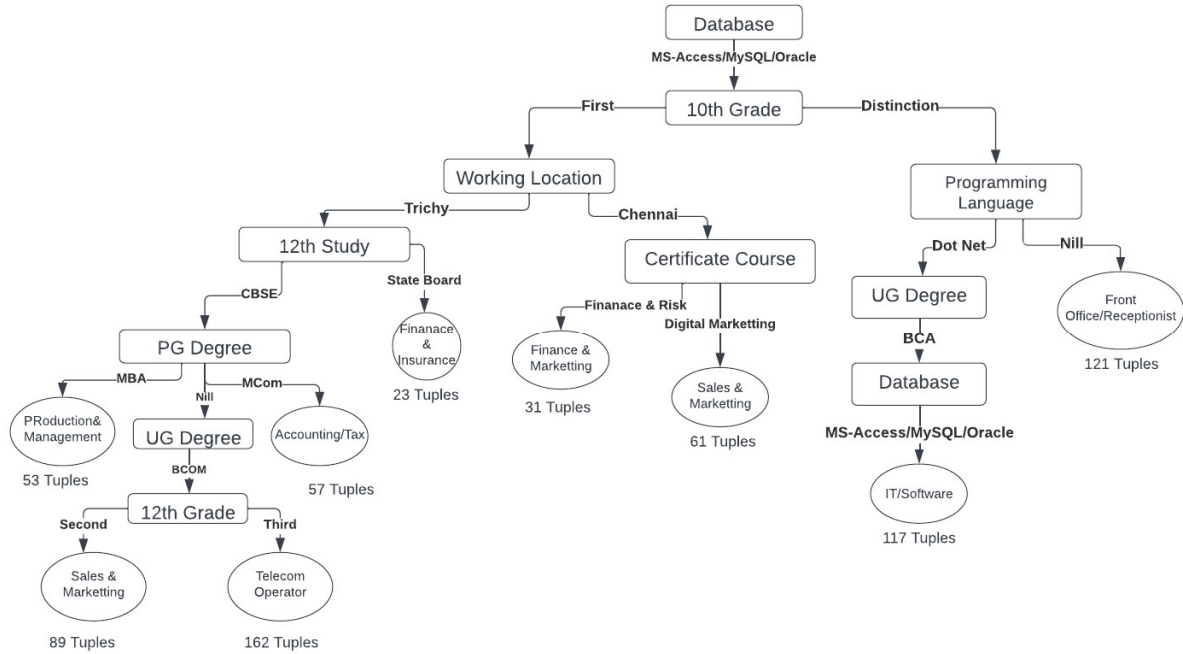 Database
MS-Access/MySQL/Oracle
10th Grade
First
Distinction
Working Location
Programming
Language
Trichy
Chennai
12th Study
Certificate Course
Dot Net
Nill
CBSE
State Board
Finanace & Risk
Digital Marketting
UG Degree
Front
Office/Receptionist
121 Tuples
PG Degree
Finanace
&
Insurance
23 Tuples
Finance &
Marketting
31 Tuples
Sales &
Marketting
61 Tuples
BCA
Database
MS-Access/MySQL/Oracle
IT/Software
117 Tuples
MBA
Nill
MCom
PRoduction&
Management
53 Tuples
UG Degree
Accounting/Tax
57 Tuples
BCOM
12th Grade
Second
Third
Sales &
Marketting
89 Tuples
Telecom
Operator
162 Tuples